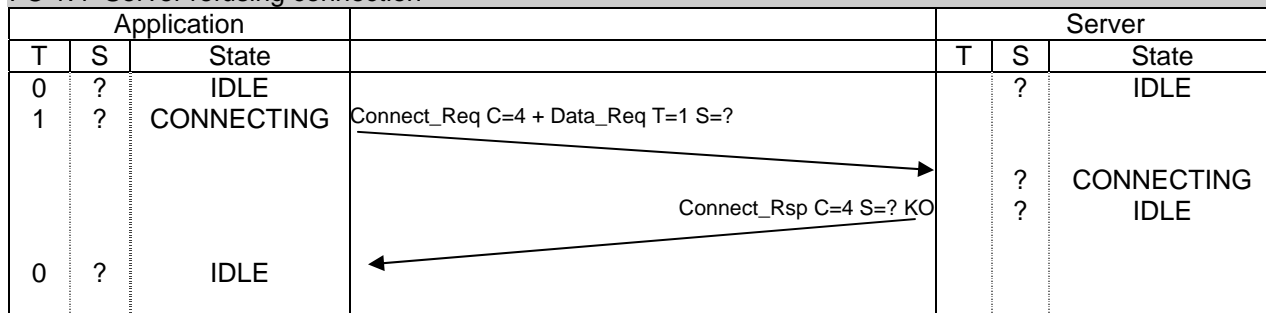 Application Server
T S State T S State
0 ? IDLE ? IDLE
1 ? CONNECTING Connect_Req C=4 + Data_Req T=1 S=?
? CONNECTING
Connect_Rsp C=4 S=? KO ? IDLE
0 ? IDLE